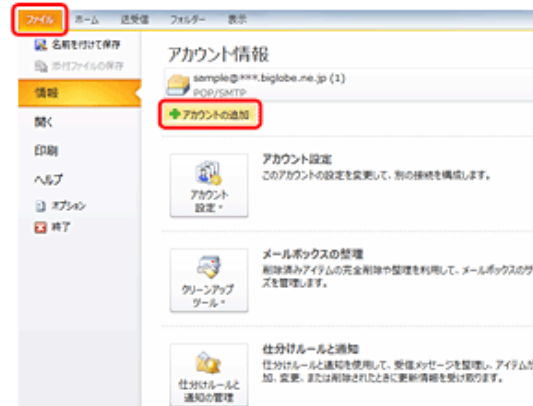 ファイル ホーム 送受信 フォルダー 表示
名前を付けて保存
添付ファイルの保存
情報
開く
印刷
ヘルプ
オプション
終了
アカウント情報
sample@***.biglobe.ne.jp (1)
POP/SMTP
アカウントの追加
アカウント
設定
アカウント設定
このアカウントの設定を変更して、別の接続を構成します。
クリーンアップ
ツール
メールボックスの整理
削除済みアイテムの完全削除や整理を利用して、メールボックスのサ
ズを管理します。
仕分けルールと
通知の管理
仕分けルールと通知
仕分けルールと通知を使用して、受信メッセージを整理し、アイテムが
加、変更、または削除されたときに更新情報を受け取ります。